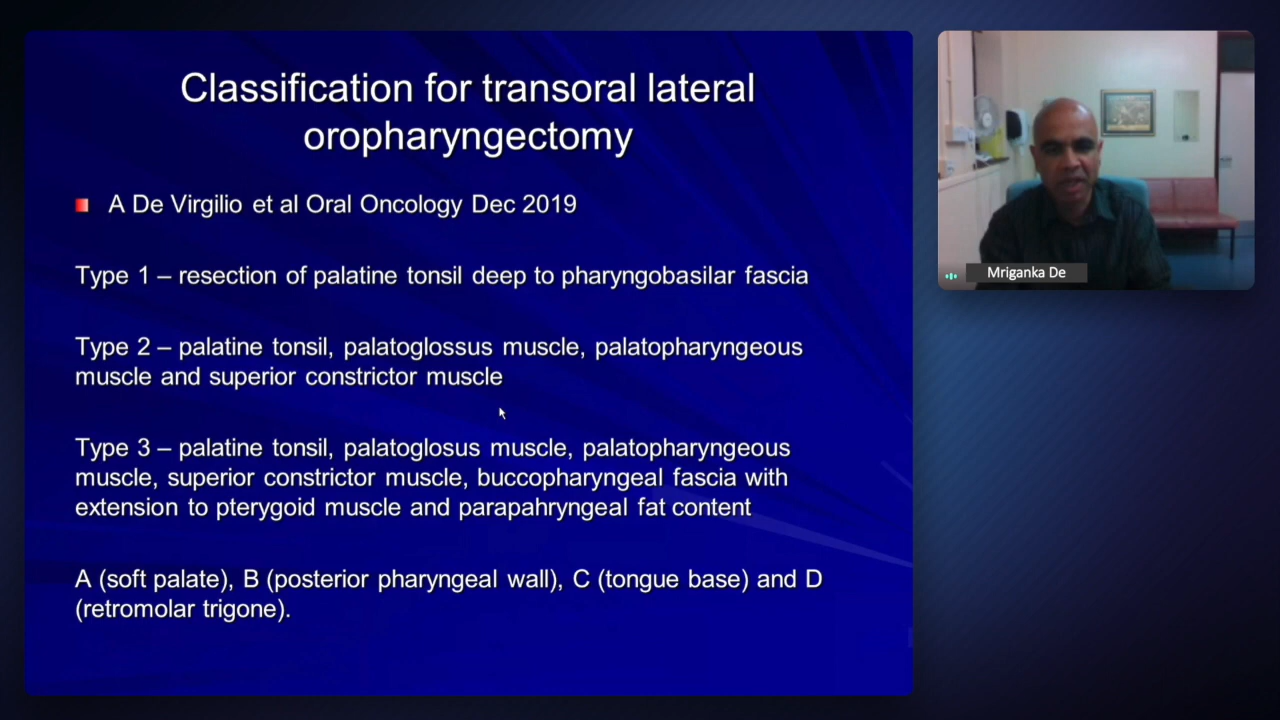 Classification for transoral lateral
oropharyngectomy
A De Virgilio et al Oral Oncology Dec 2019
Type 1 – resection of palatine tonsil deep to pharyngobasilar fascia
Type 2 – palatine tonsil, palatoglossus muscle, palatopharyngeous
muscle and superior constrictor muscle
Type 3 – palatine tonsil, palatoglosus muscle, palatopharyngeous
muscle, superior constrictor muscle, buccopharyngeal fascia with
extension to pterygoid muscle and parapahryngeal fat content
A (soft palate), B (posterior pharyngeal wall), C (tongue base) and D
(retromolar trigone).
Mriganka De